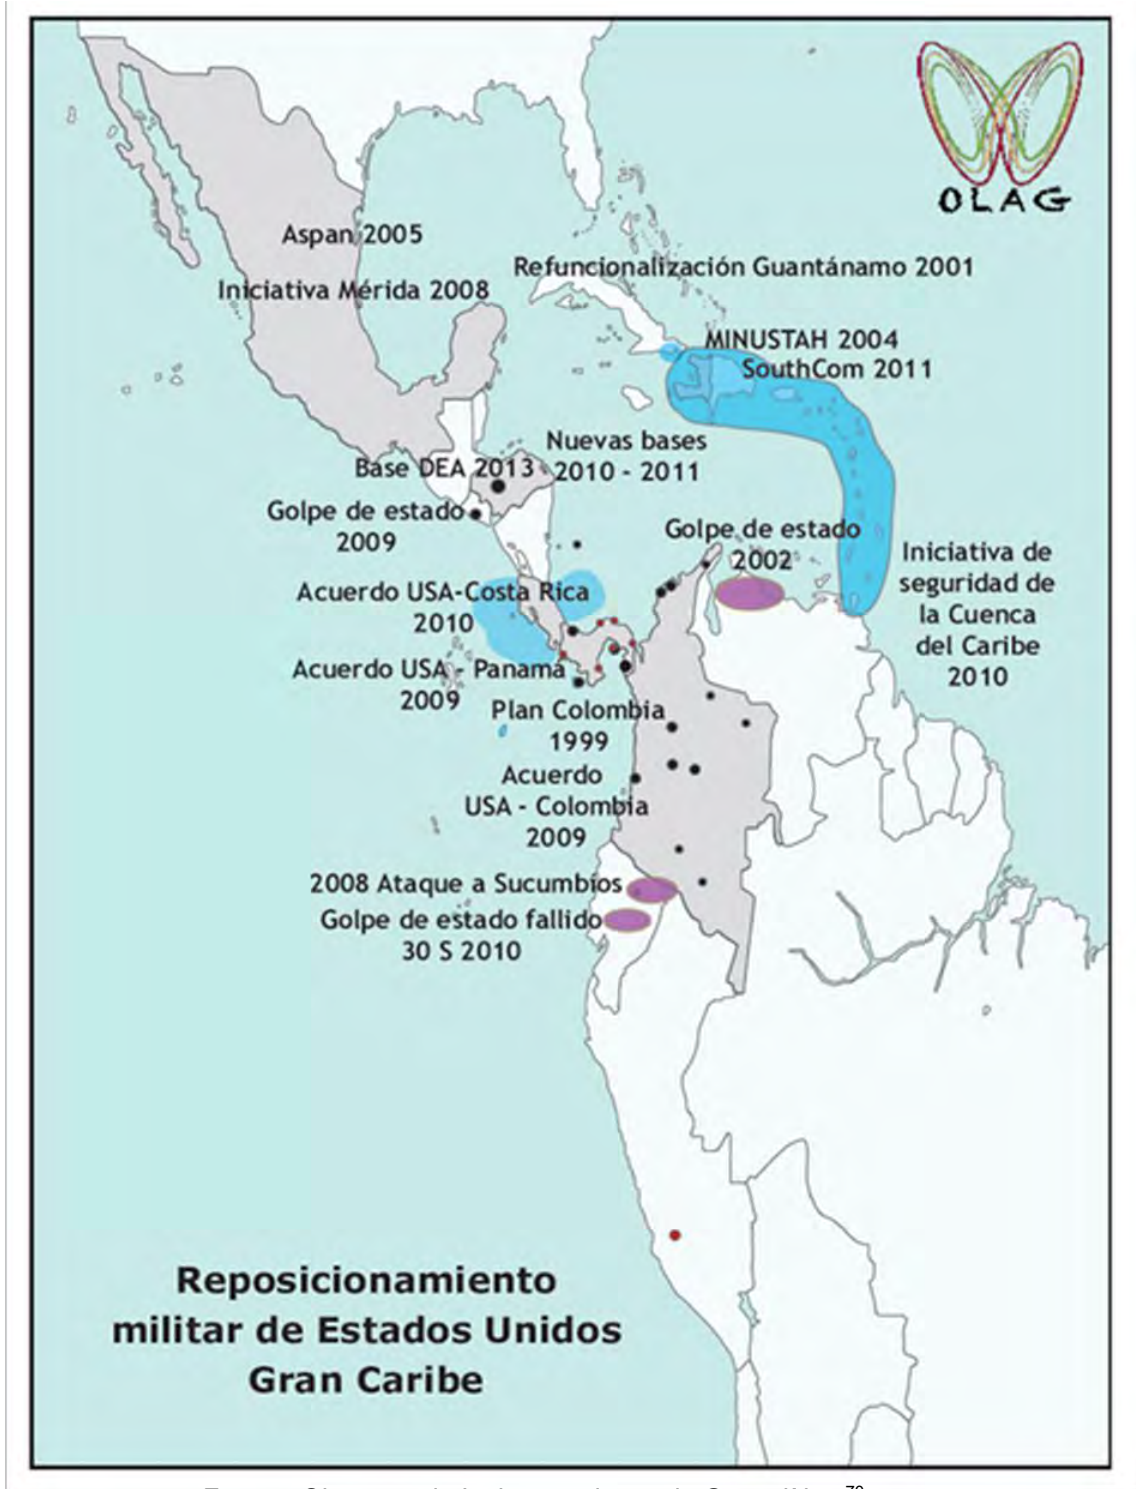 OLAG
Aspan 2005
Refuncionalización Guantánamo 2001
Iniciativa Mérida 2008
MINUSTAH 2004
SouthCom 2011
Nuevas bases
2010 - 2011
Base DEA 2013
Golpe de estado
2009
Golpe de estado
2002
Iniciativa de
seguridad de
la Cuenca
del Caribe
2010
Acuerdo USA-Costa Rica
2010
Acuerdo USA - Panamá
2009
Plan Colombia
1999
Acuerdo
USA - Colombia
2009
2008 Ataque a Sucumbíos
Golpe de estado fallido
30 S 2010
Reposicionamiento
militar de Estados Unidos
Gran Caribe